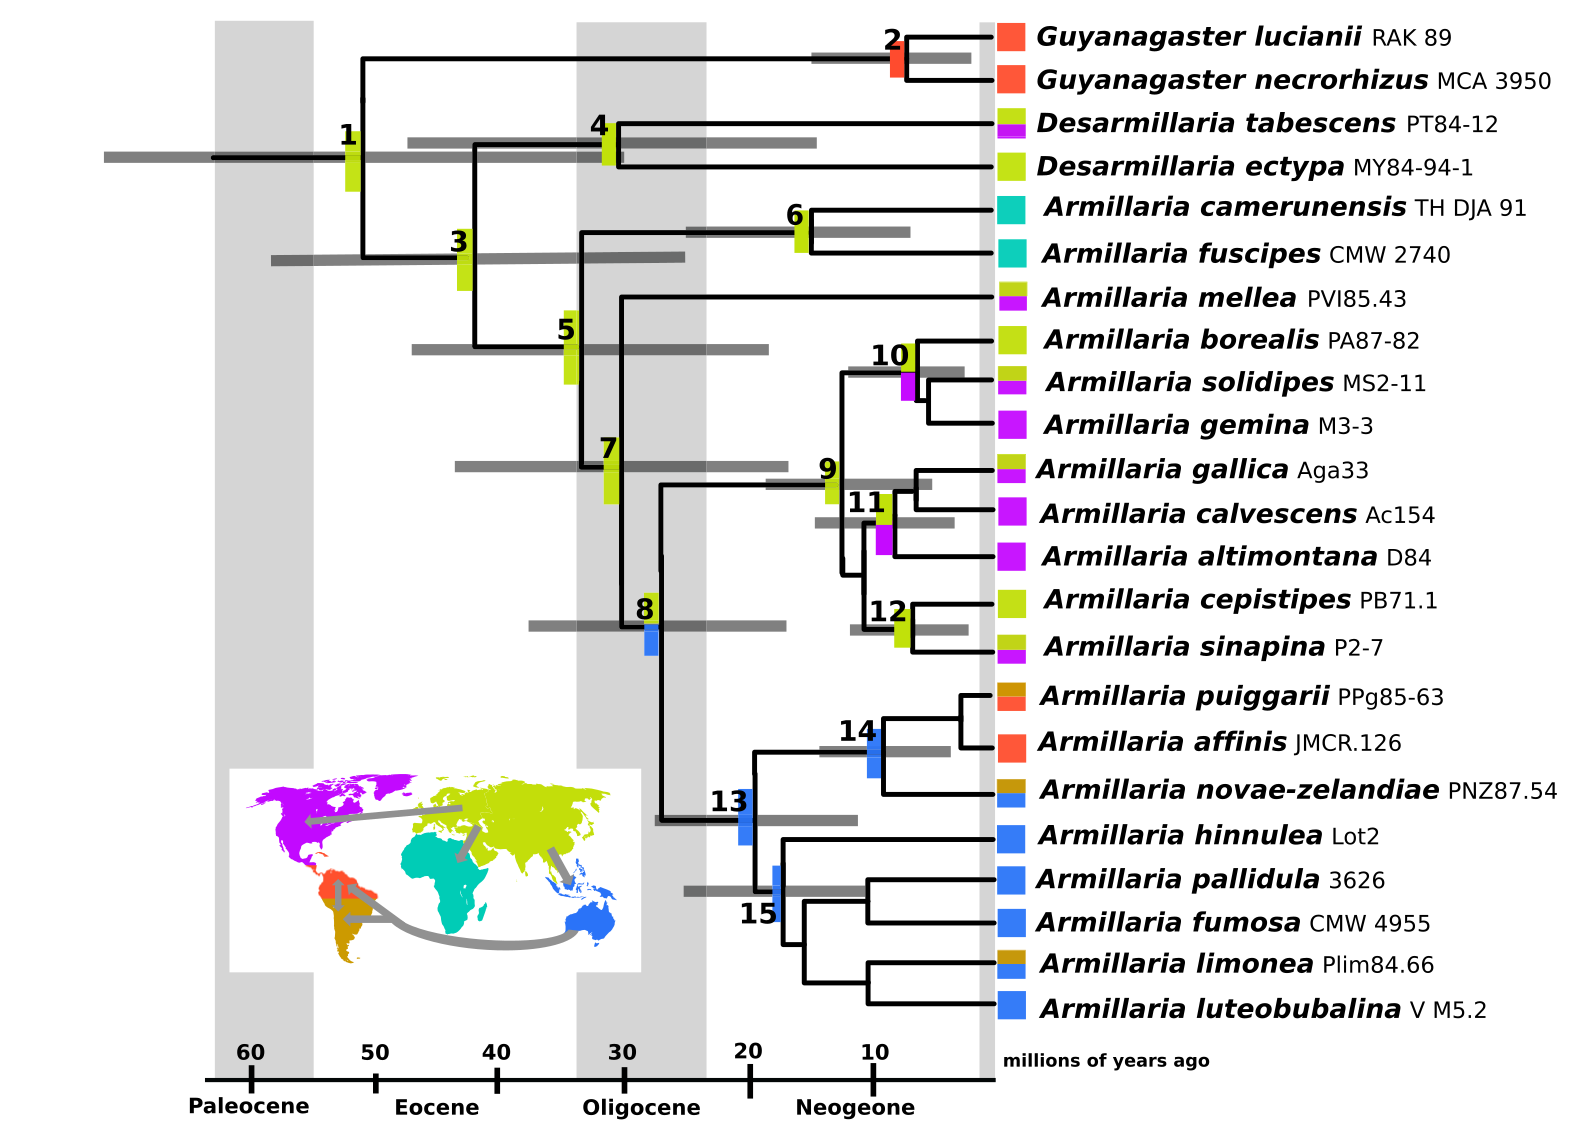 2 Guyanagaster lucianii RAK 89
Guyanagaster necrorhizus MCA 3950
4 Desarmillaria tabescens PT84-12
1
Desarmillaria ectypa MY84-94-1
6 Armillaria camerunensis TH DJA 91
3 Armillaria fuscipes CMW 2740
Armillaria mellea PVI85.43
5 Armillaria borealis PA87-82
10
Armillaria solidipes MS2-11
Armillaria gemina M3-3
7
9 Armillaria gallica Aga33
11 Armillaria calvescens Ac154
Armillaria altimontana D84
8 12 Armillaria cepistipes PB71.1
Armillaria sinapina P2-7
Armillaria puiggarii PPg85-63
14 Armillaria affinis JMCR.126
13 Armillaria novae-zelandiae PNZ87.54
Armillaria hinnulea Lot2
Armillaria pallidula 3626
15 Armillaria fumosa CMW 4955
Armillaria limonea Plim84.66
Armillaria luteobubalina V M5.2
60 50 40 30 20 10 millions of years ago
Paleocene Eocene Oligocene Neogeone